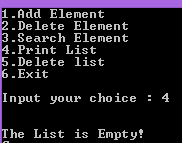 1.Add Element
2.Delete Element
3.Search Element
4.Print List
5.Delete list
6.Exit
Input your choice : 4
The List is Empty!